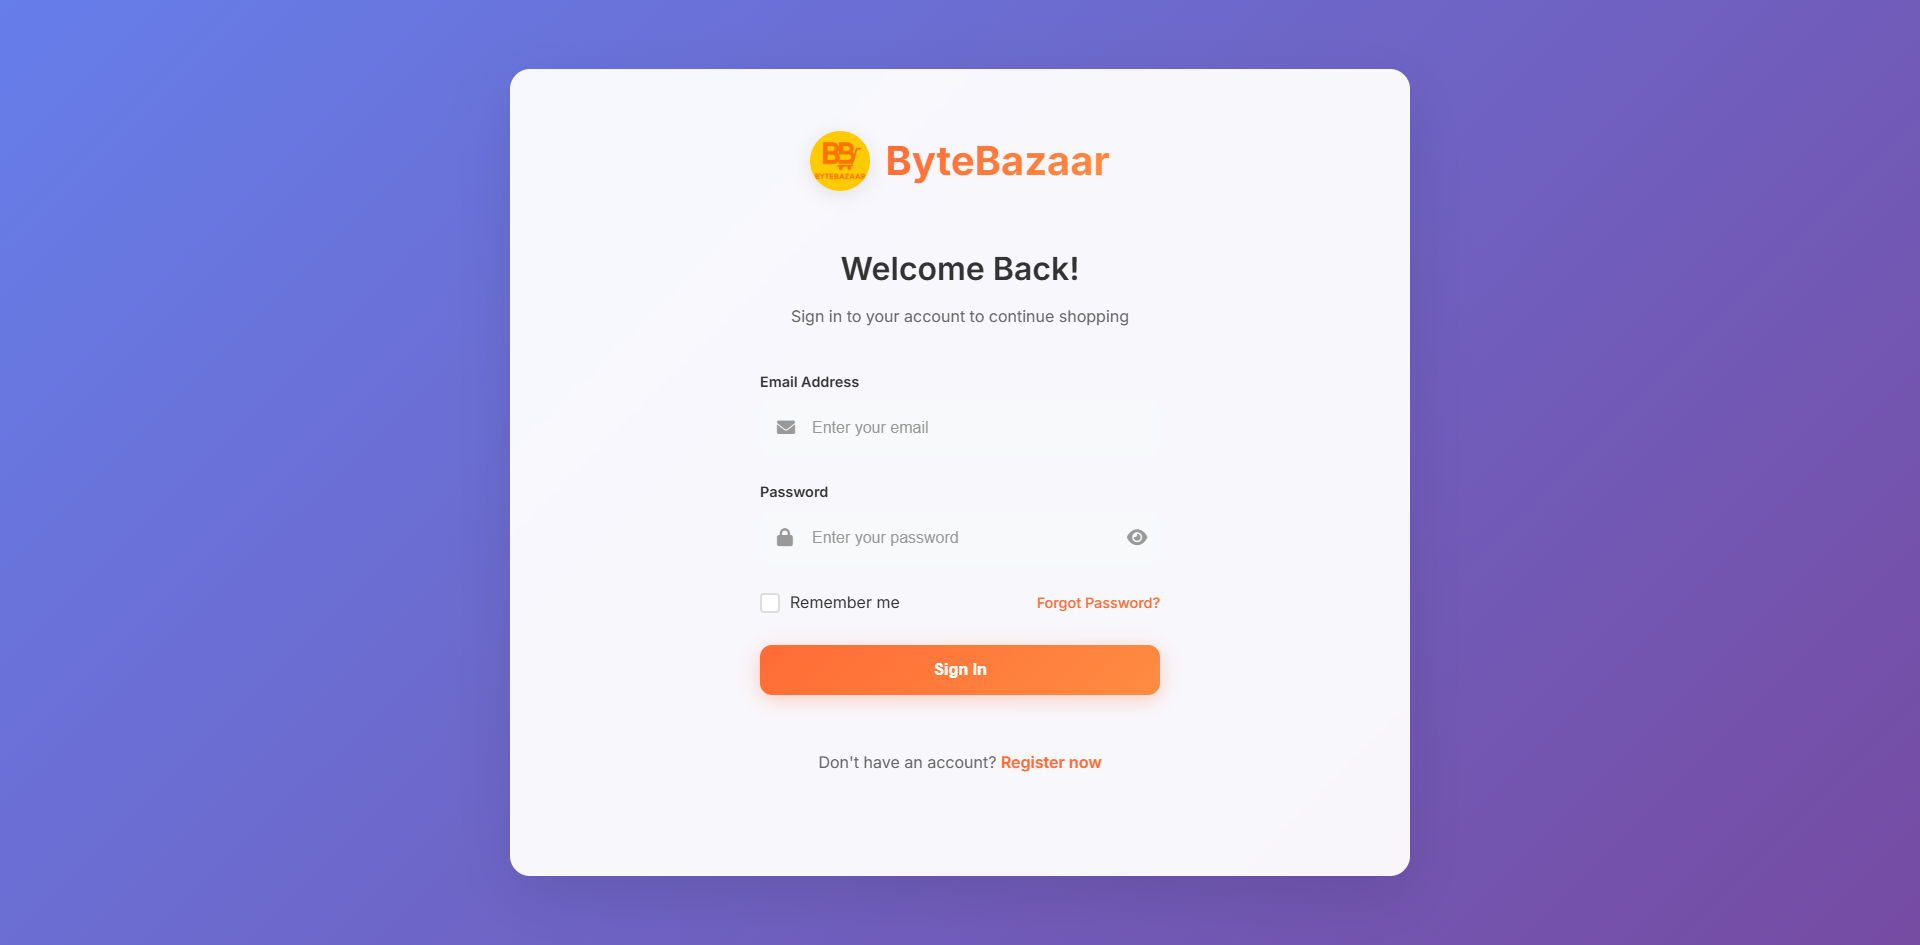 BB
BYTEBAZAAR
ByteBazaar
Welcome Back!
Sign in to your account to continue shopping
Email Address
Enter your email
Password
Enter your password
Remember me
Forgot Password?
Sign In
Don't have an account? Register now